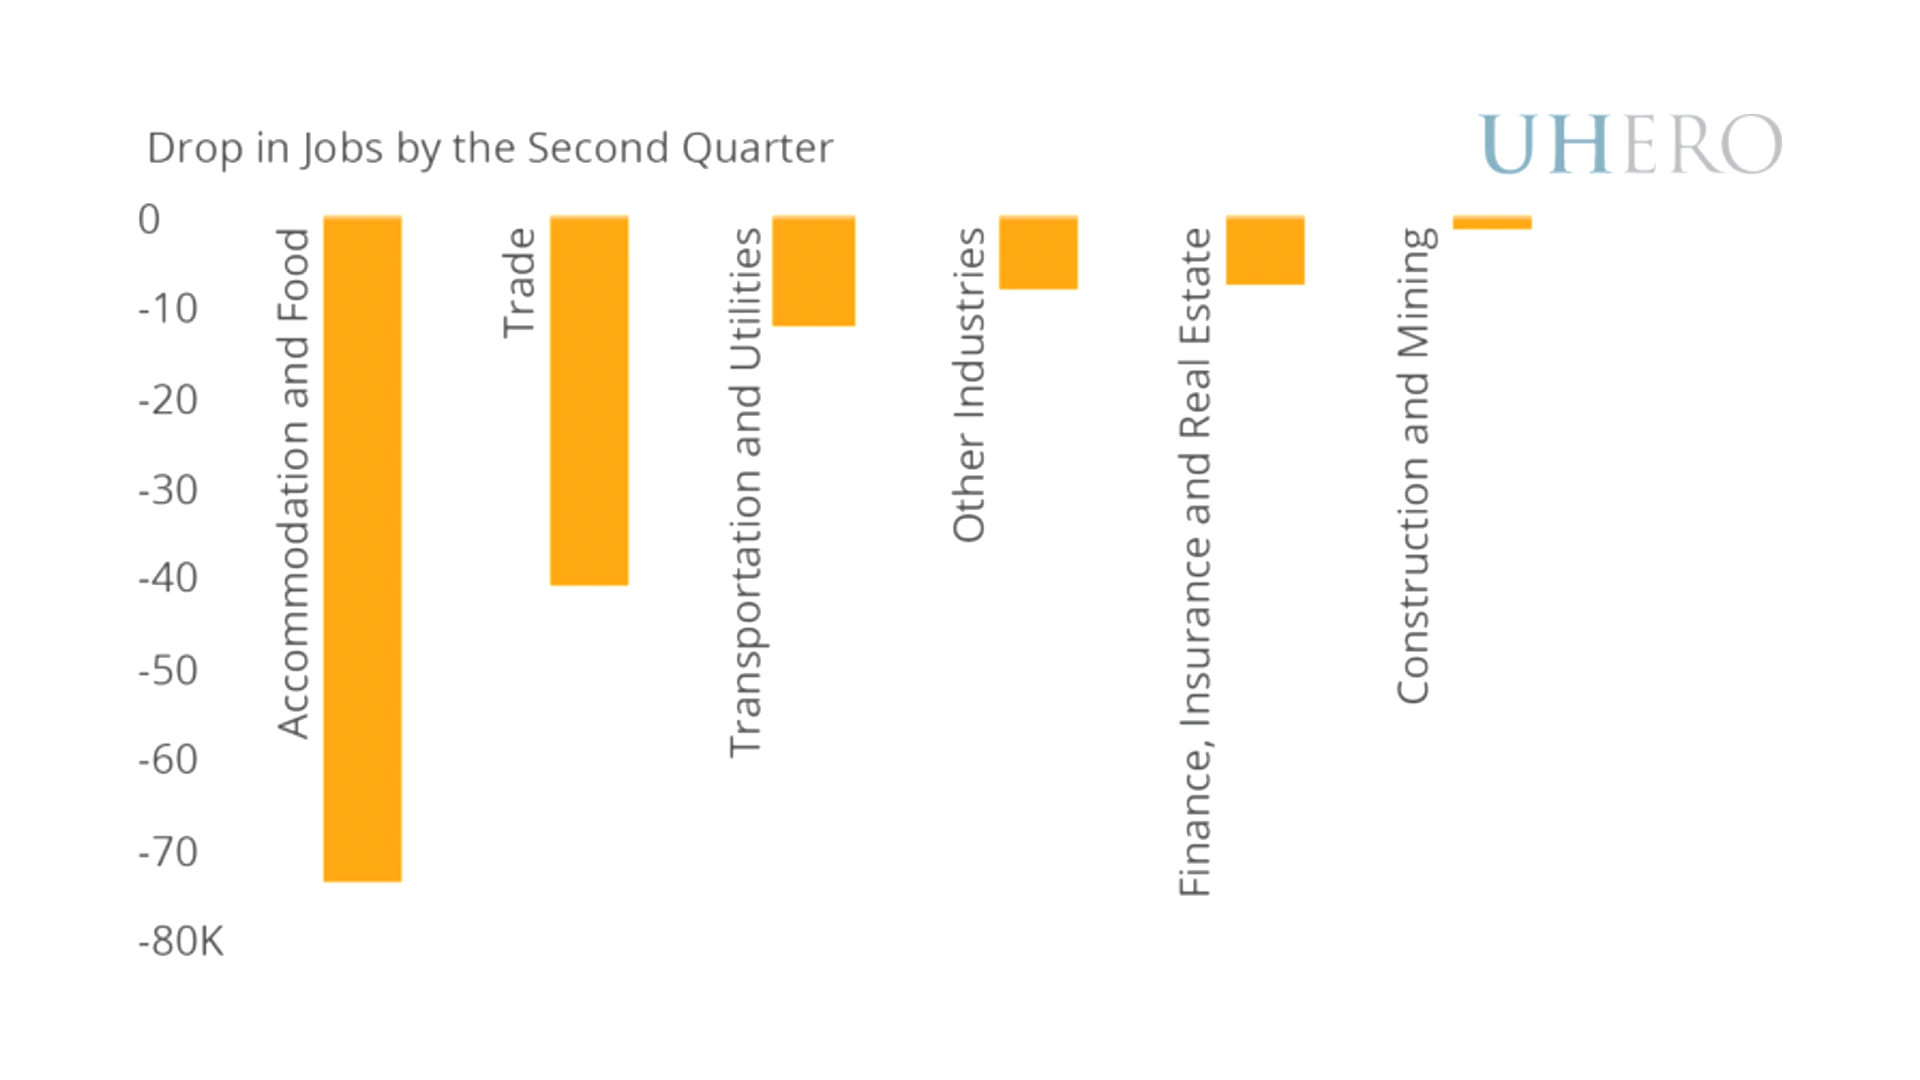 Drop in Jobs by the Second Quarter
UHERO
0
-10
-20
-30
-40
-50
-60
-70
-80K
Accommodation and Food
Trade
Transportation and Utilities
Other Industries
Finance, Insurance and Real Estate
Construction and Mining